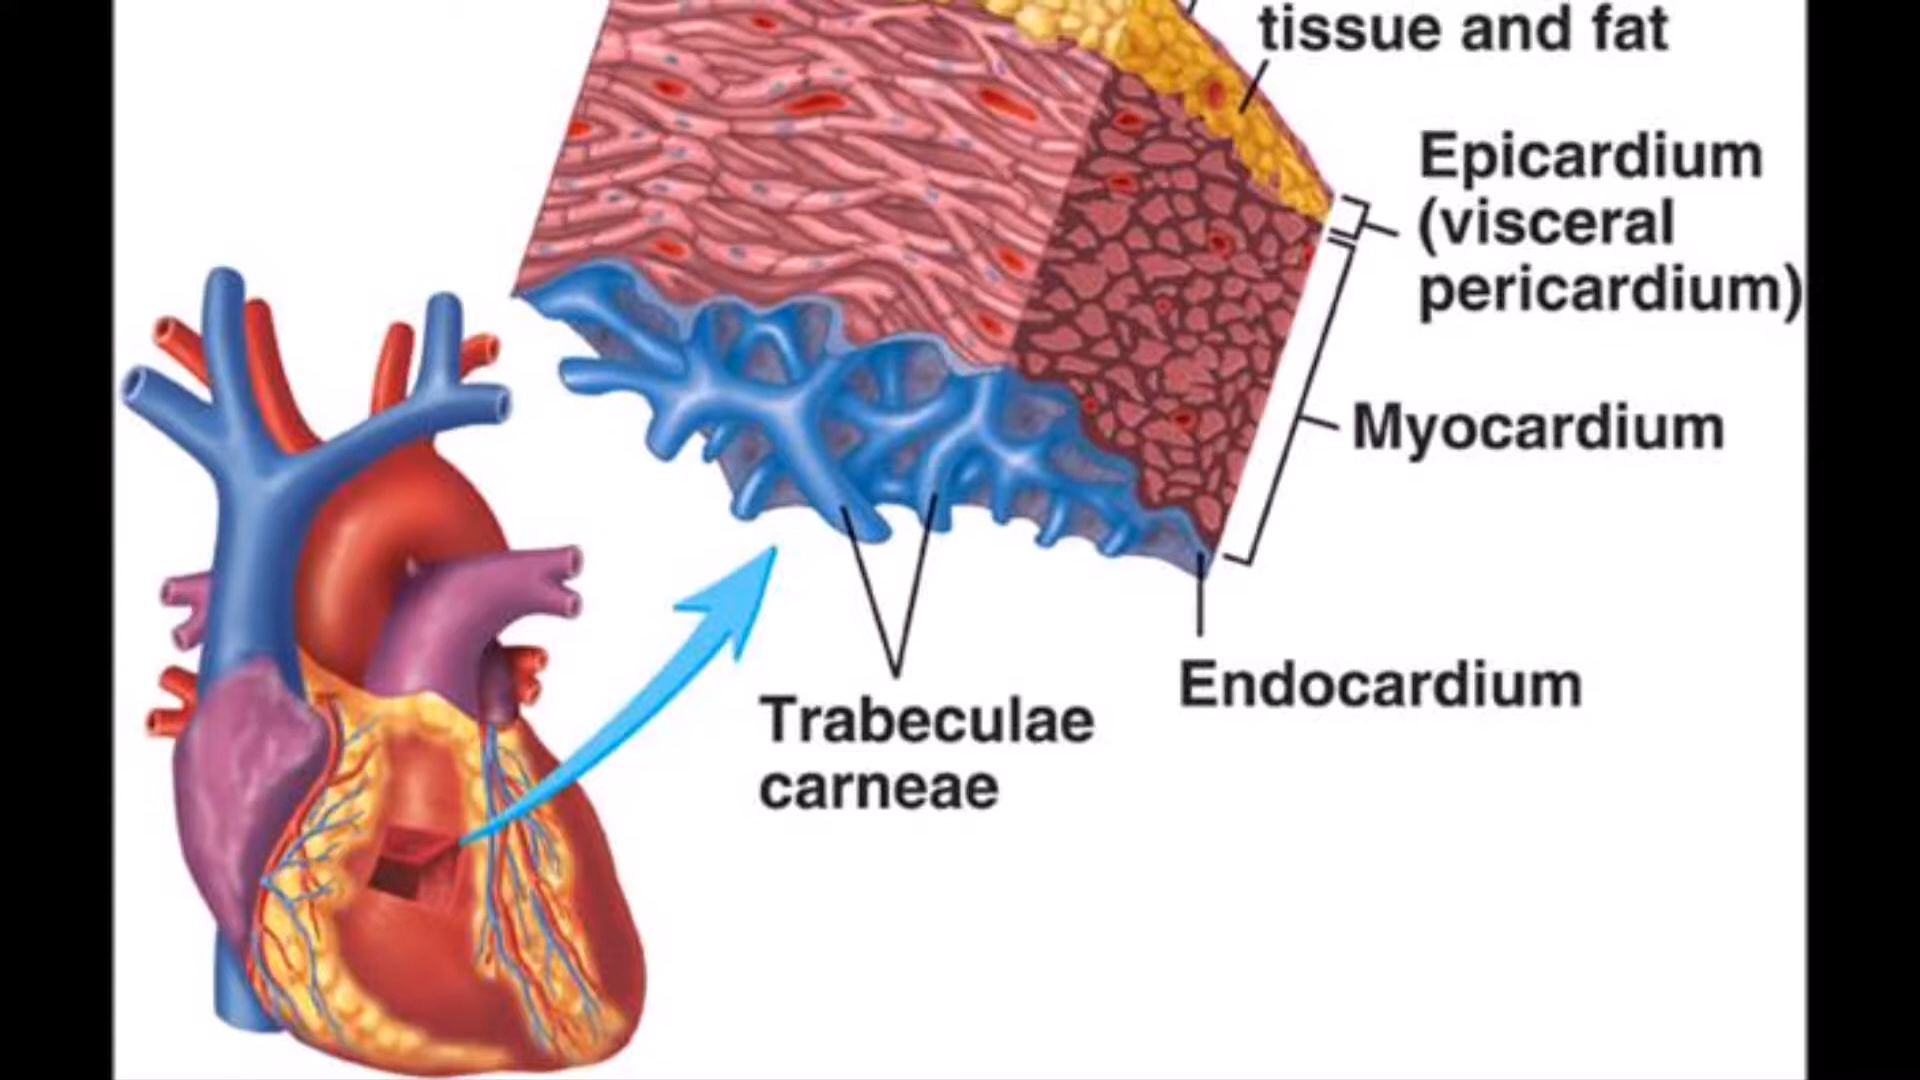 tissue and fat
Epicardium
(visceral
pericardium)
Myocardium
Endocardium
Trabeculae
carneae